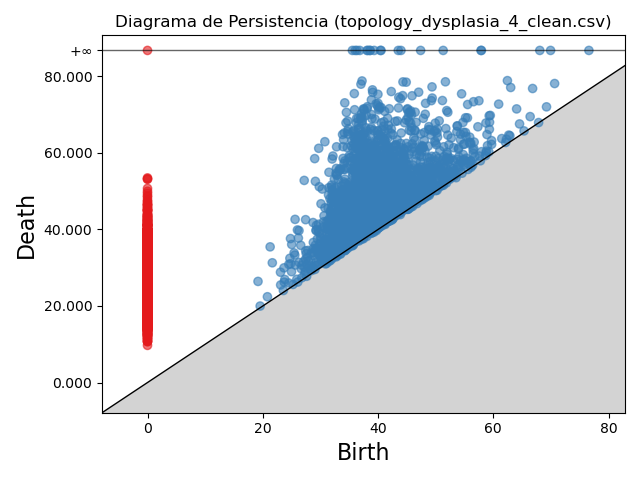 Diagrama de Persistencia (topology_dysplasia_4_clean.csv)
+∞
80.000
60.000
40.000
20.000
0.000
Death
0 20 40 60 80
Birth